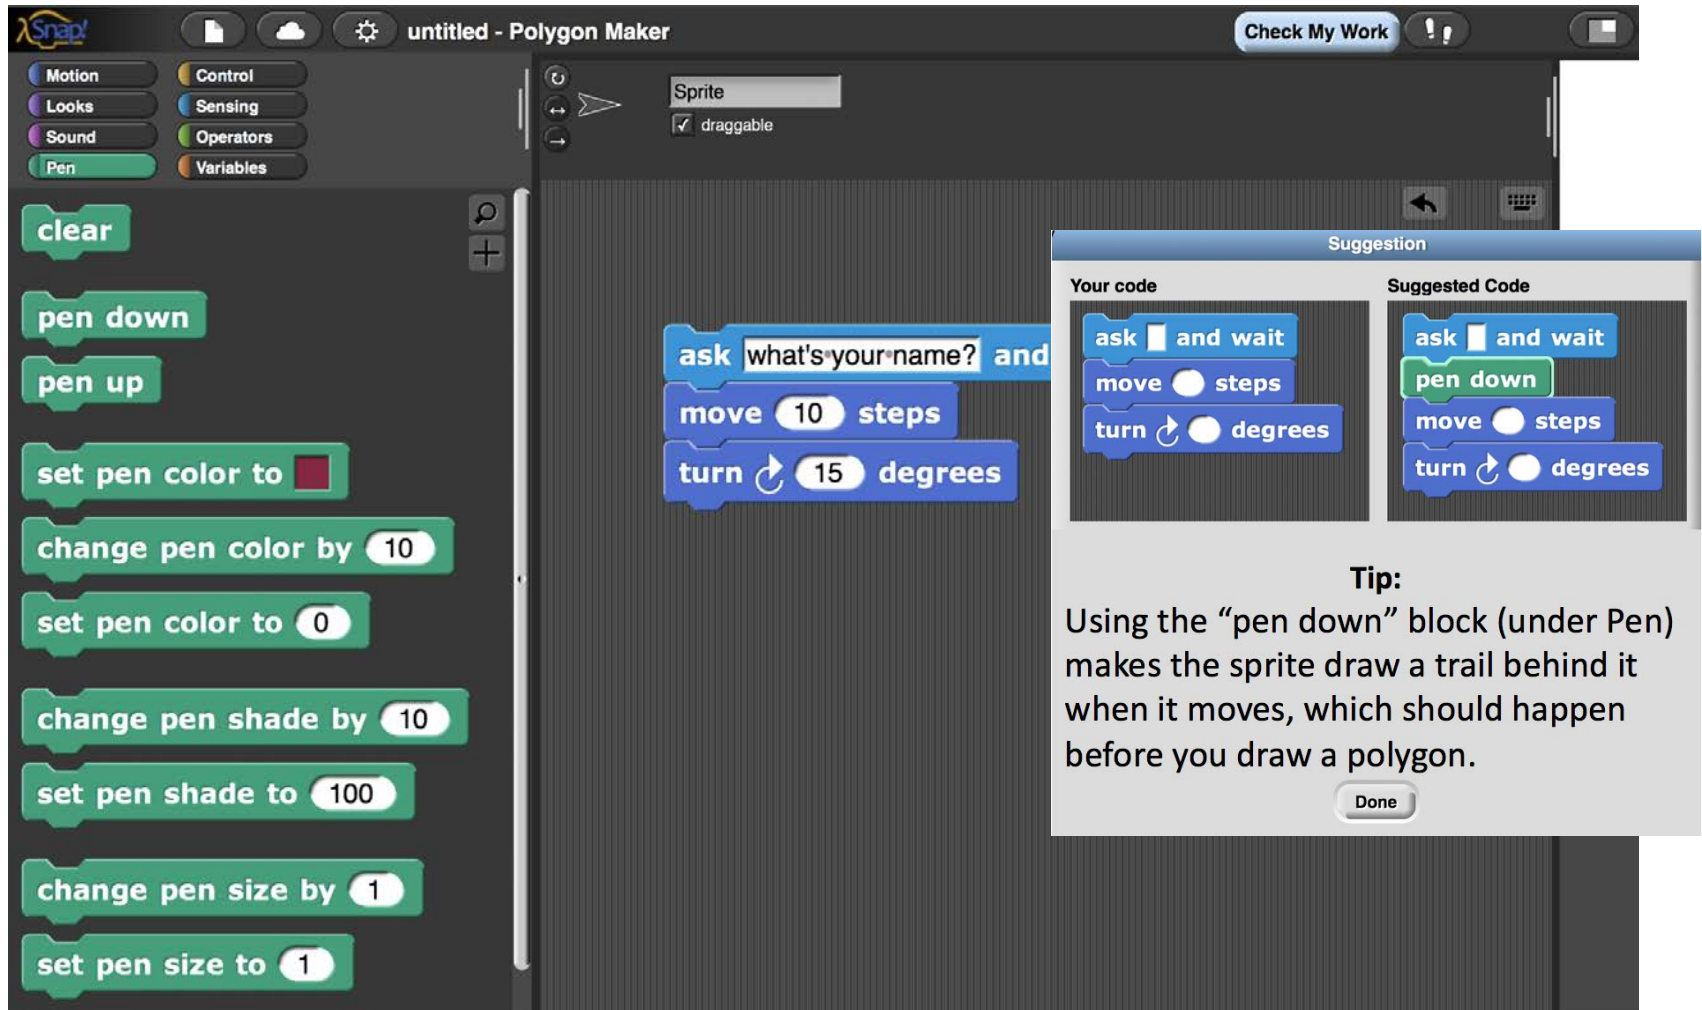 λSnap! untitled - Polygon Maker Check My Work
Motion Control
Looks Sensing
Sound Operators
Pen Variables
Sprite
draggable
clear
pen down
pen up
set pen color to
change pen color by 10
set pen color to 0
change pen shade by 10
set pen shade to 100
change pen size by 1
set pen size to 1
ask what's your name? and
move 10 steps
turn 15 degrees
Suggestion
Your code
ask and wait
move steps
turn degrees
Suggested Code
ask and wait
pen down
move steps
turn degrees
Tip:
Using the “pen down” block (under Pen)
makes the sprite draw a trail behind it
when it moves, which should happen
before you draw a polygon.
Done